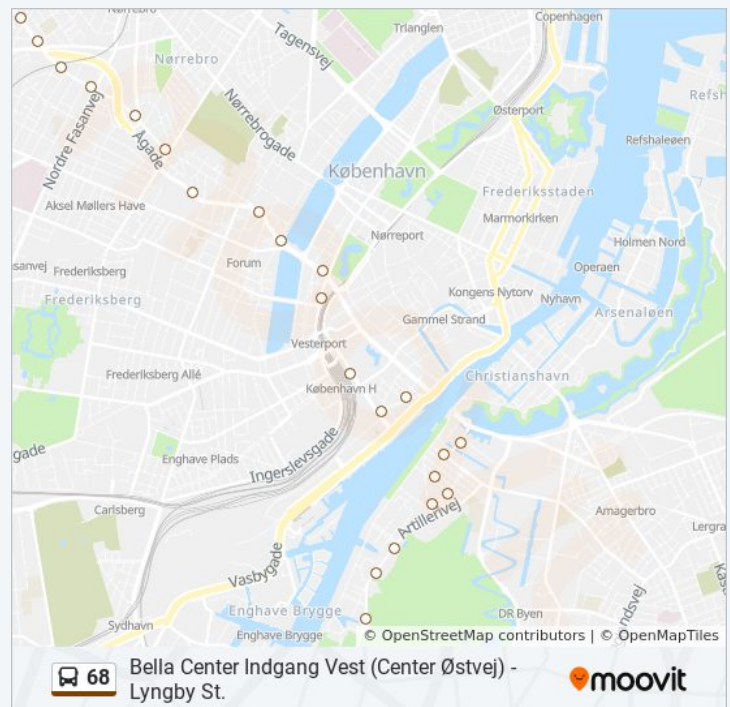 Nørrebro
Copenhagen
Trianglen
Tagensvej
Nørrebro
Refsh
Østerport
Nørrebrogade
Nordre Fasanvej
Ågade
Refshaleøen
København
Frederiksstaden
Aksel Møllers Have
Marmorkirken
Nørreport
Holmen Nord
sanvej
Frederiksberg
Forum
Operaen
Kongens Nytorv
Nyhavn
Frederiksberg
Arsenaløen
Gammel Strand
Vesterport
Frederiksberg Allé
Christianshavn
København H
gade
Enghave Plads
Ingerslevsgade
Carlsberg
Artillerivej
Amagerbro
Lergra
Vasbygade
Kas
ndsvej
Enghave Brygge
DR Byen
Sydhavn
Enghave Brygge
© OpenStreetMap contributors | © OpenMapTiles
68
Bella Center Indgang Vest (Center Østvej) -
Lyngby St.
moovit